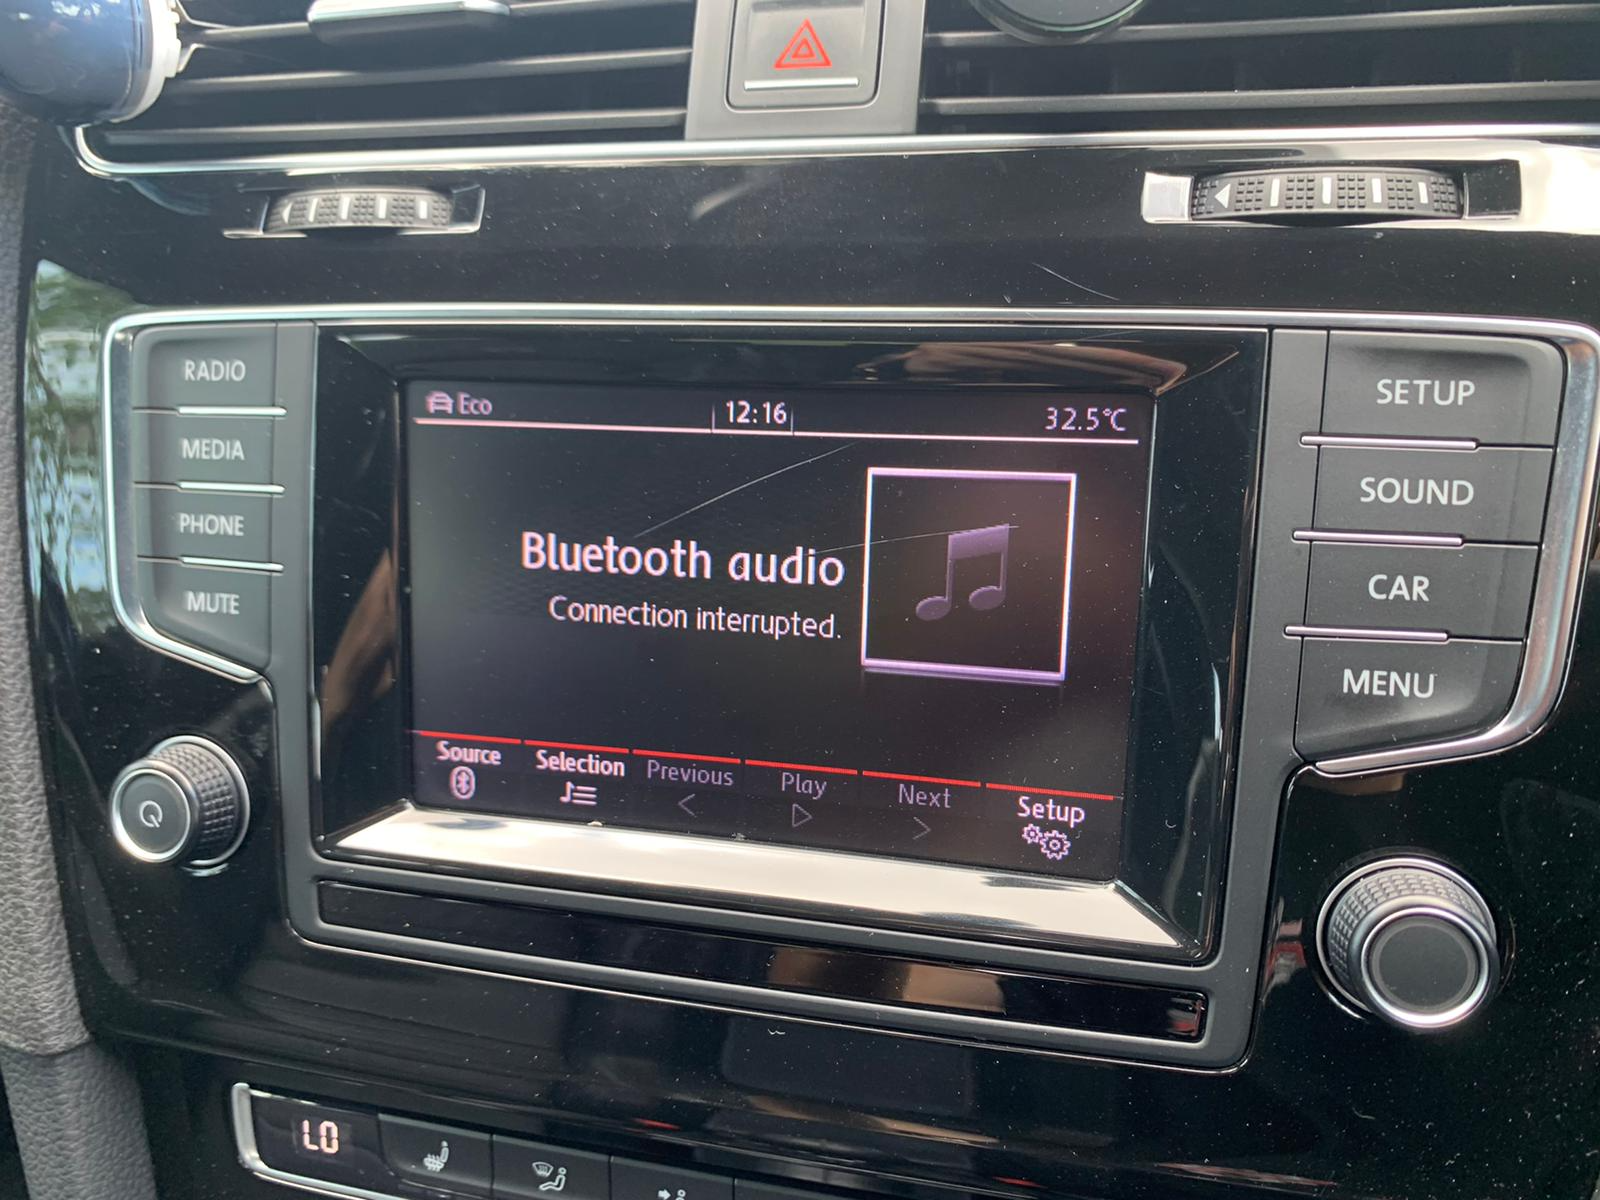 RADIO
MEDIA
PHONE
MUTE
Eco
12:16
32.5°C
Bluetooth audio
Connection interrupted.
Source
Selection
Previous
Play
Next
Setup
SETUP
SOUND
CAR
MENU
LO